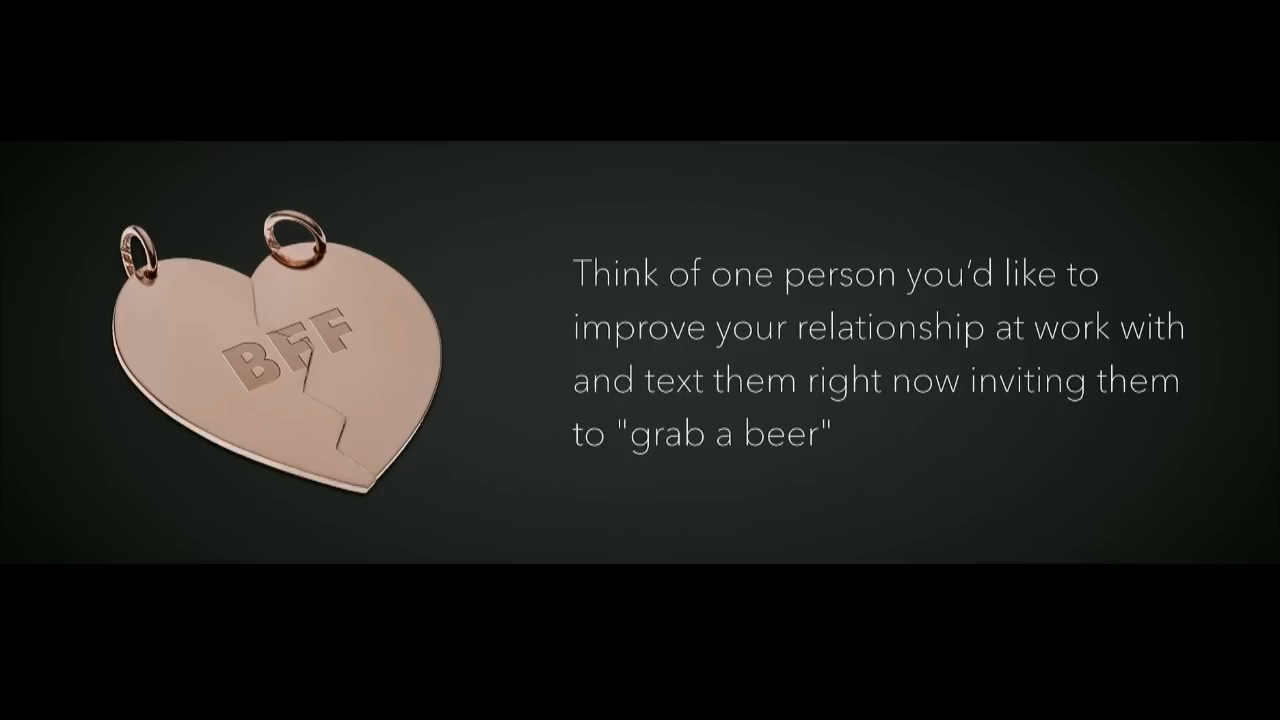 BFF
Think of one person you'd like to
improve your relationship at work with
and text them right now inviting them
to "grab a beer"